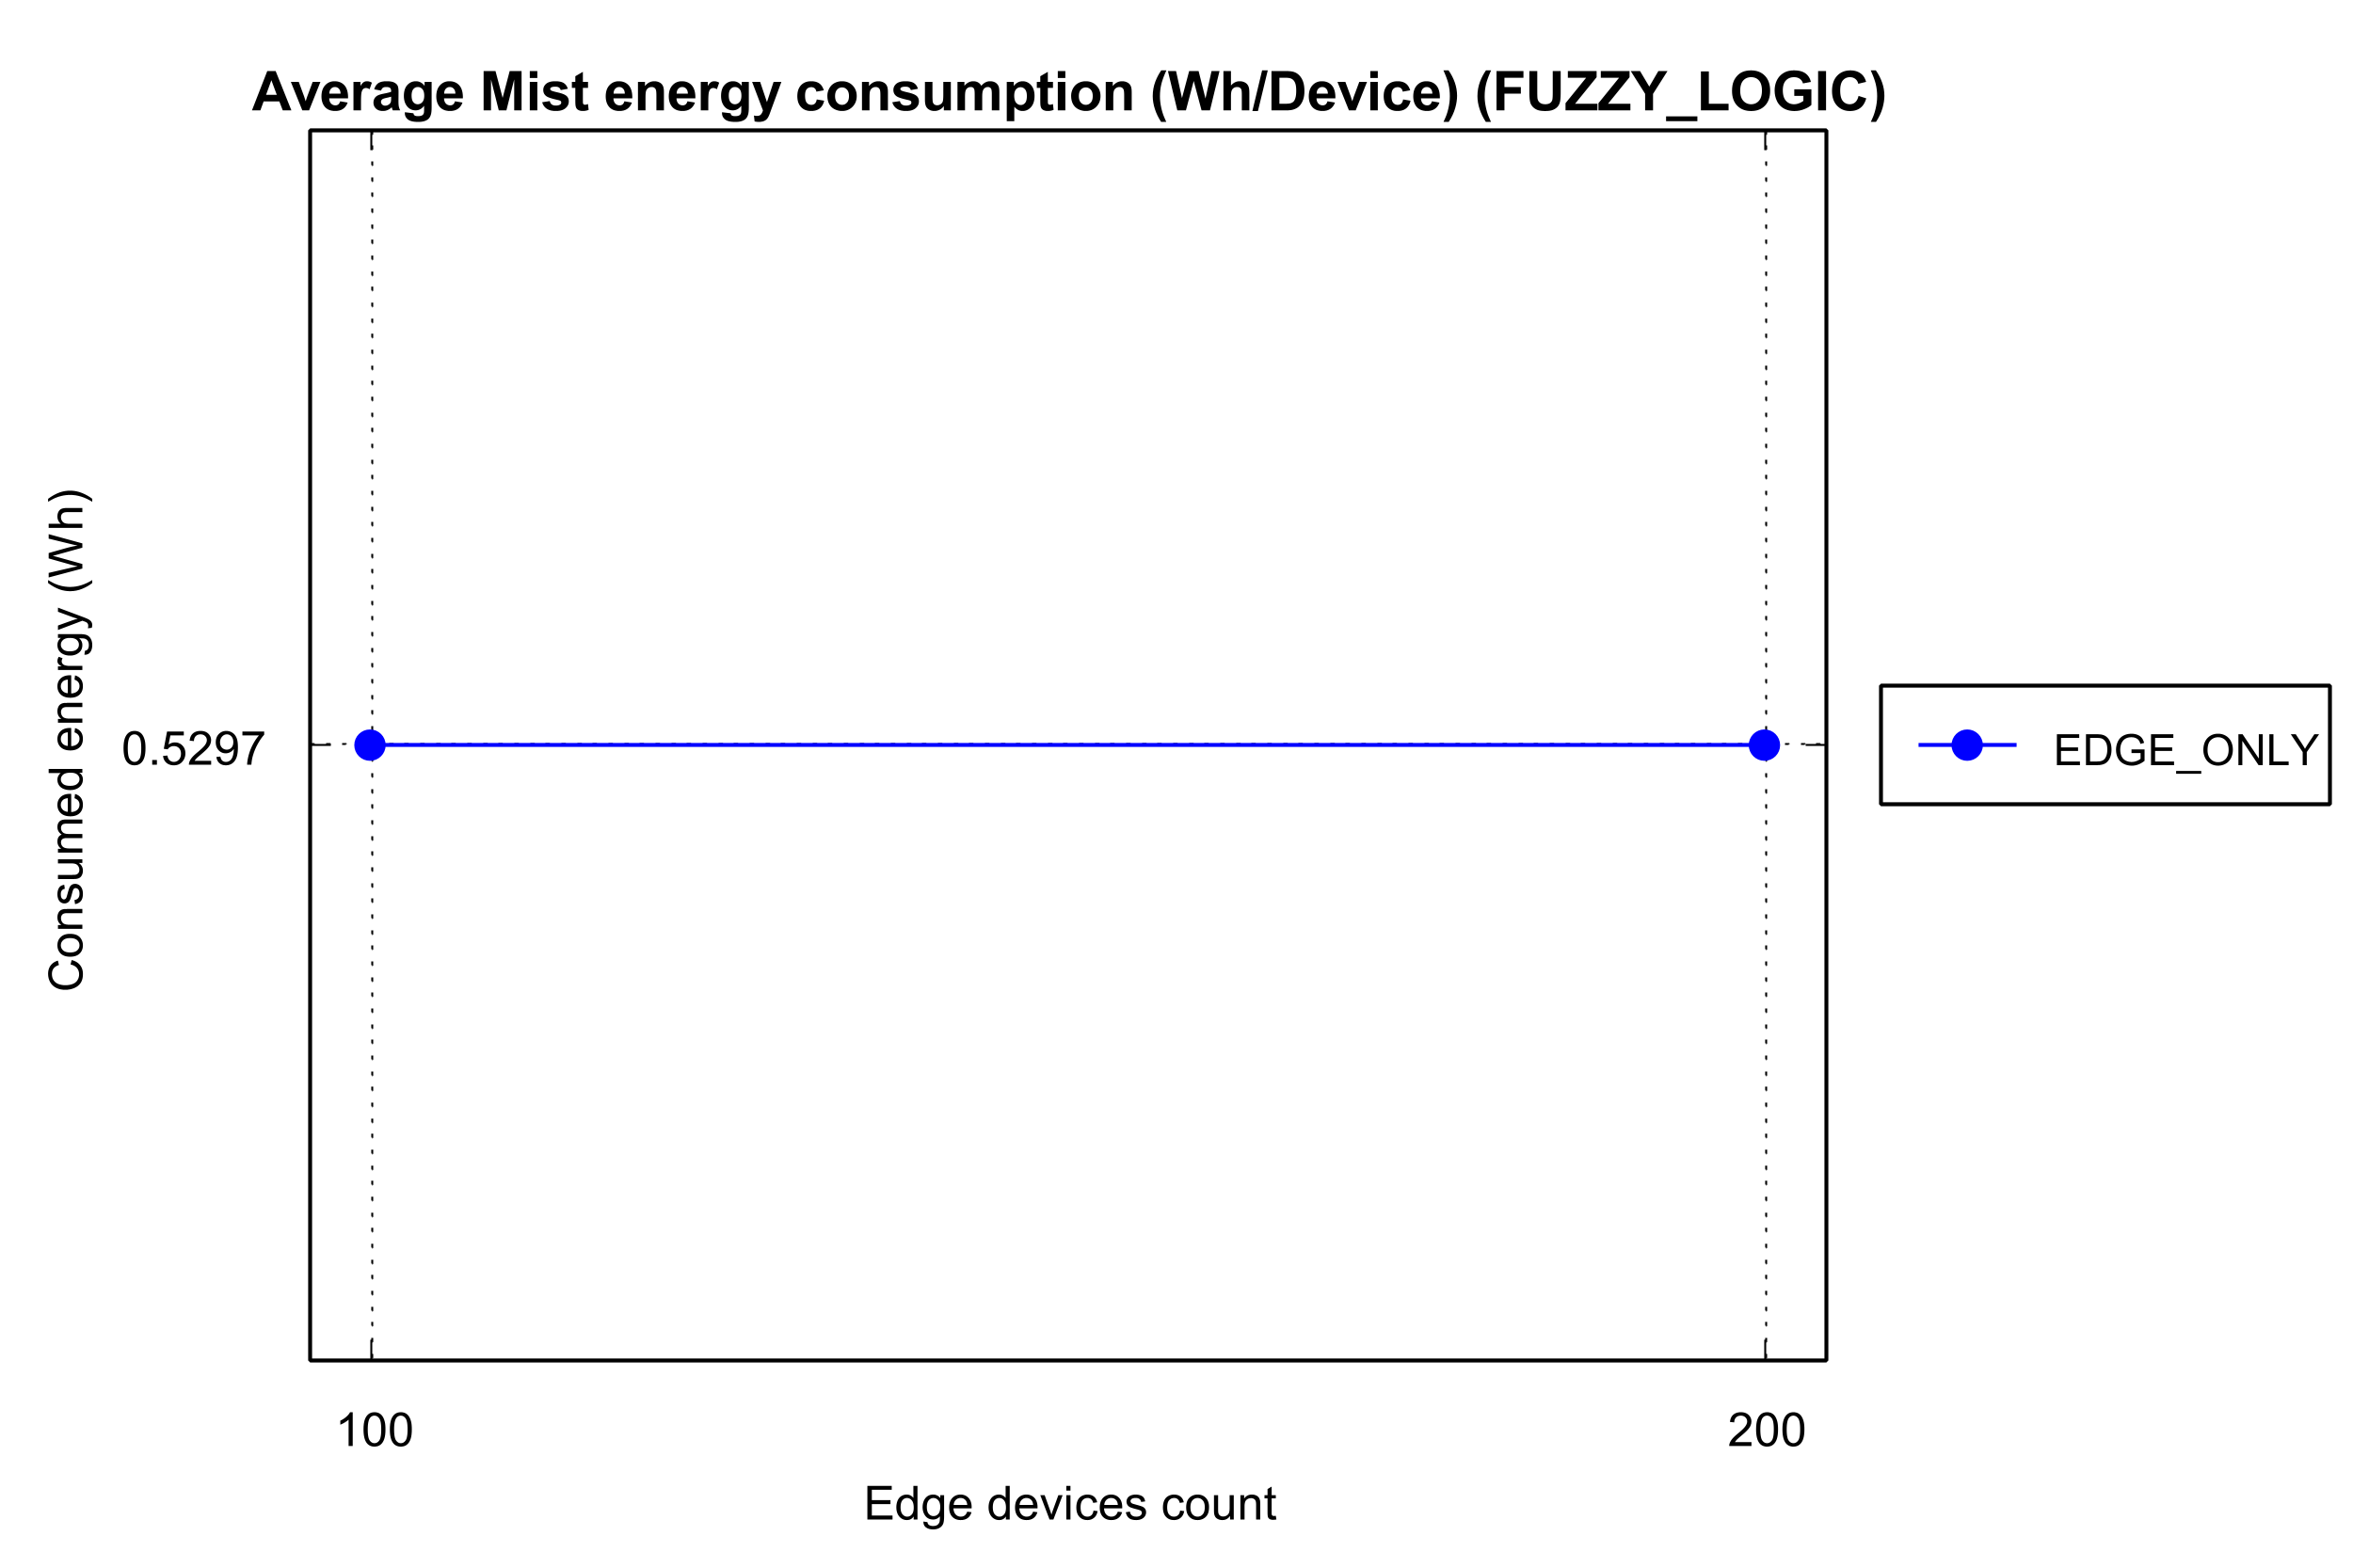 Average Mist energy consumption (Wh/Device) (FUZZY_LOGIC)
Consumed energy (Wh)
0.5297
EDGE_ONLY
100 200
Edge devices count